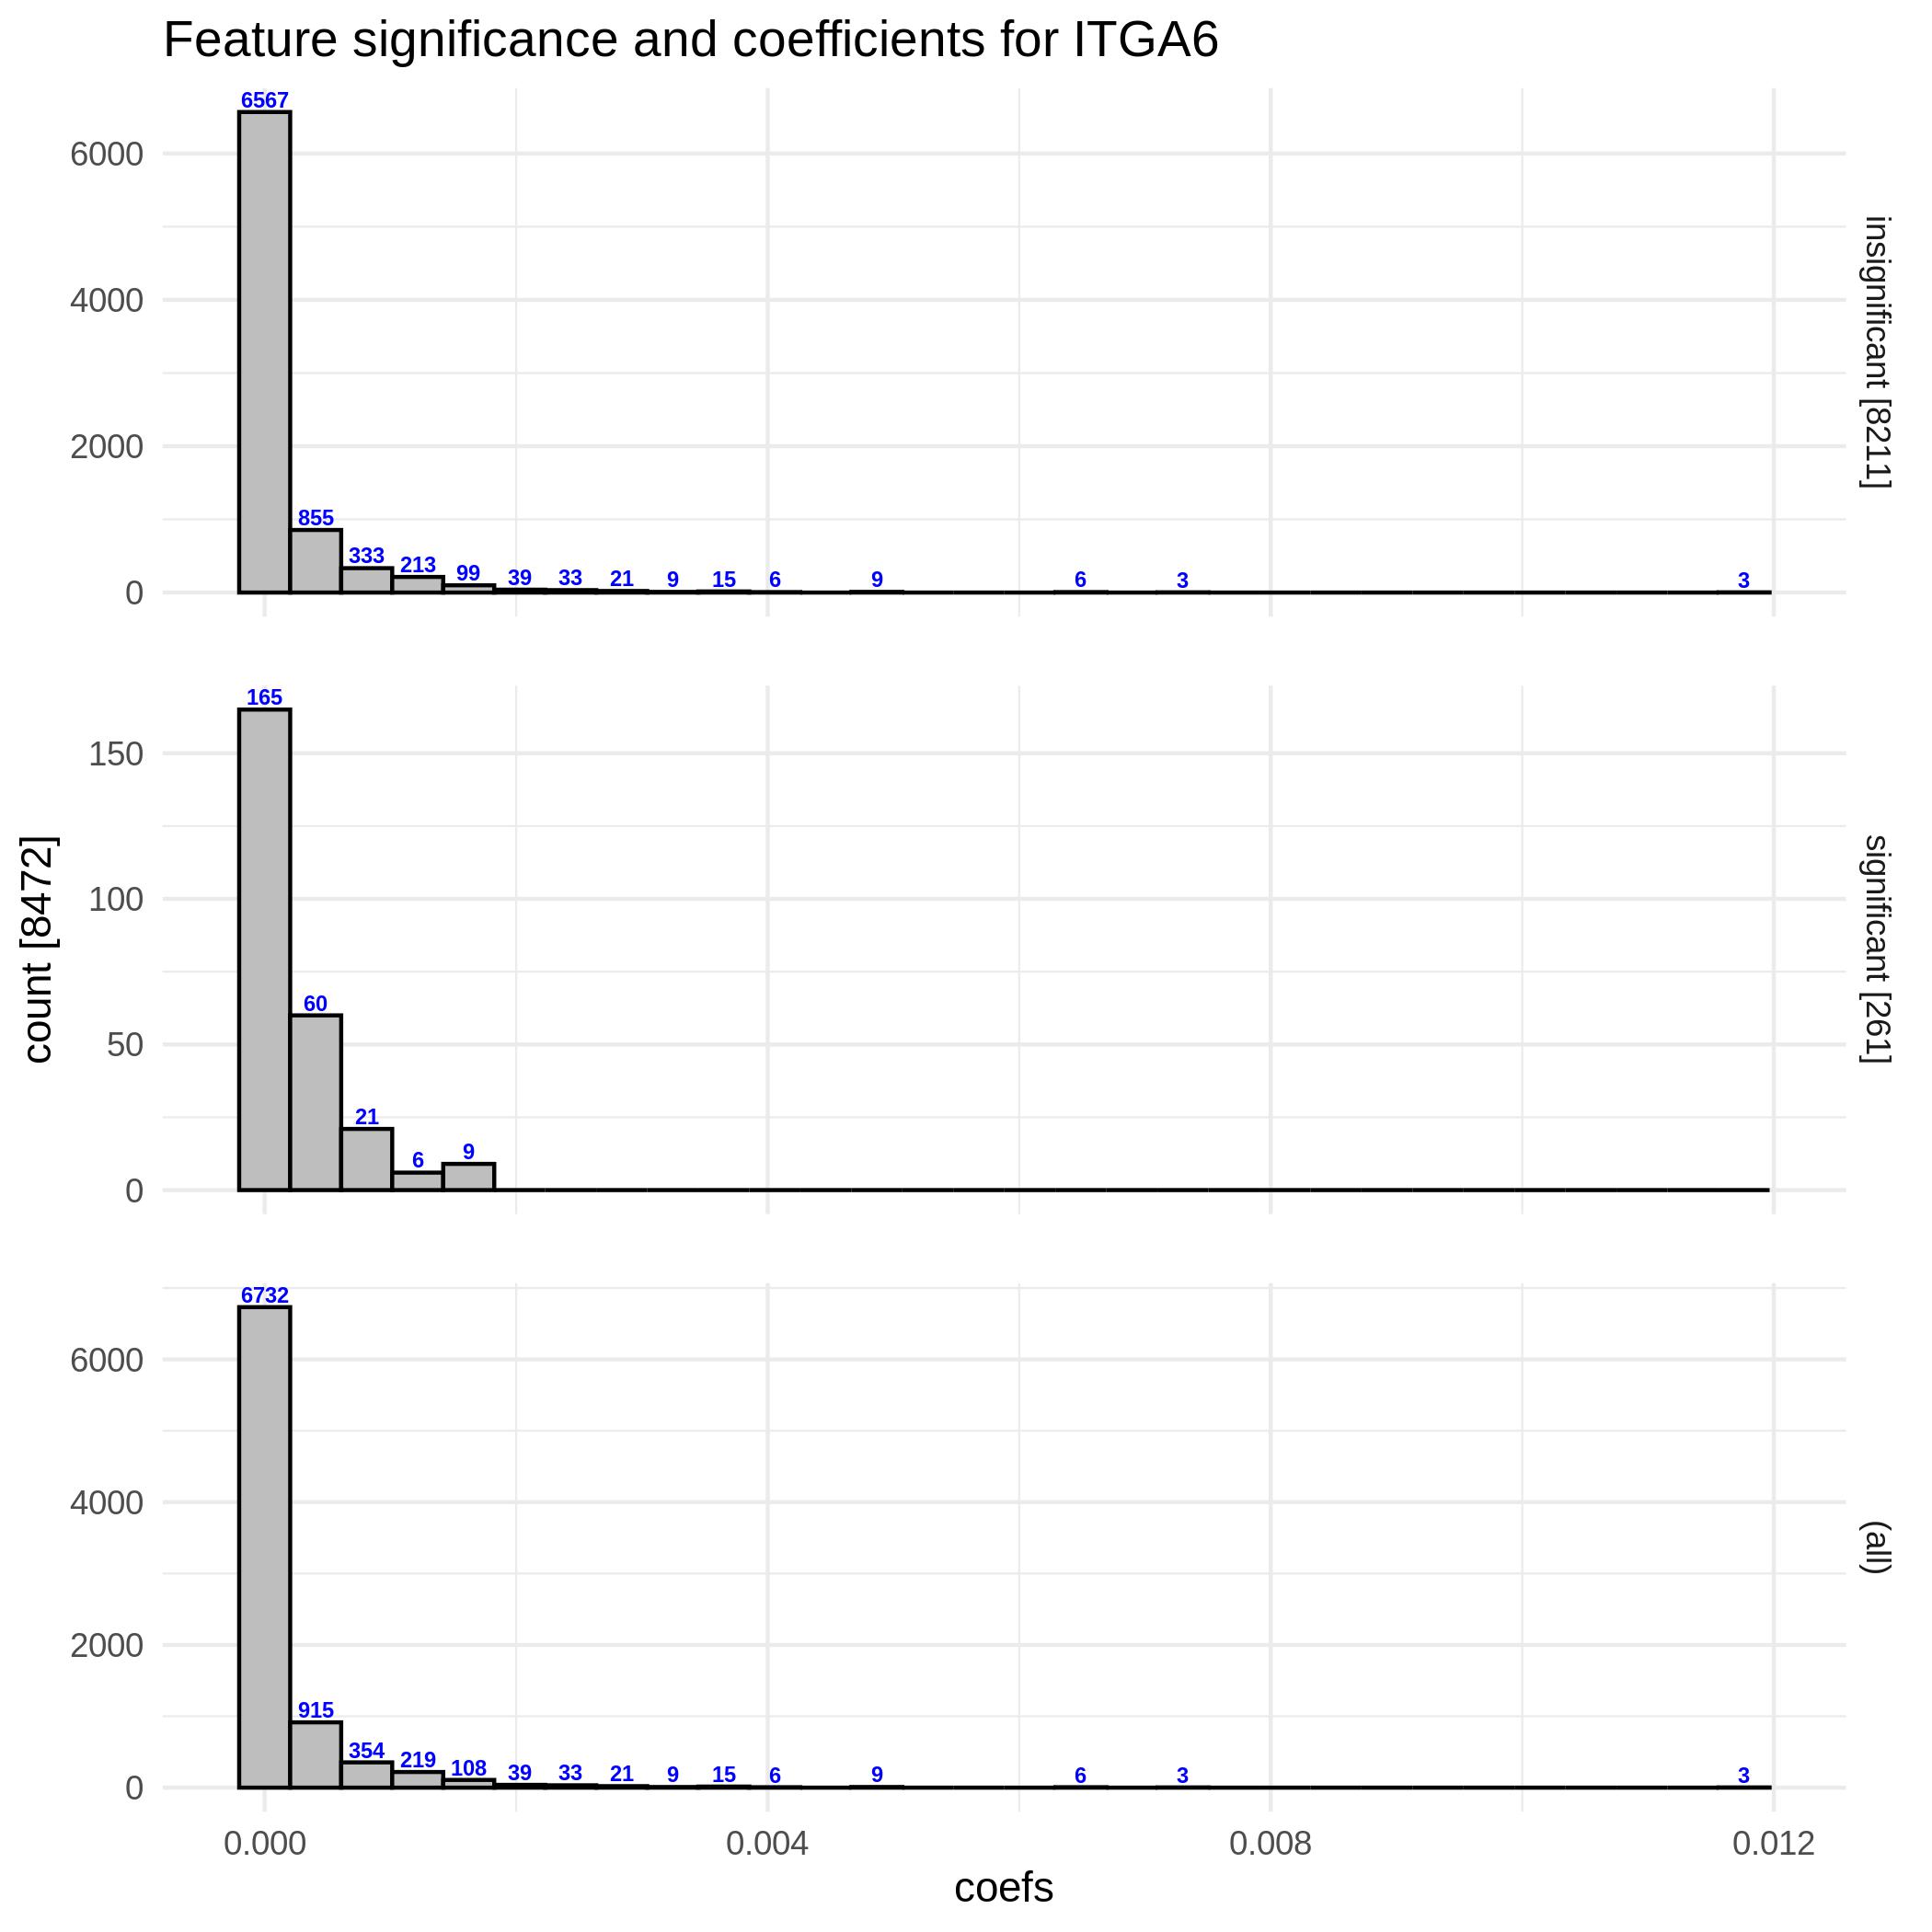 Feature significance and coefficients for ITGA6
6567
6000
4000
2000
855
333 213 99 39 33 21 9 15 6 9 6 3 3
0
insignificant [8211]
165
150
100
60
50
21
6 9
0
significant [261]
count [8472]
6732
6000
4000
2000
915
354 219 108 39 33 21 9 15 6 9 6 3 3
0
(all)
0.000 0.004 0.008 0.012
coefs